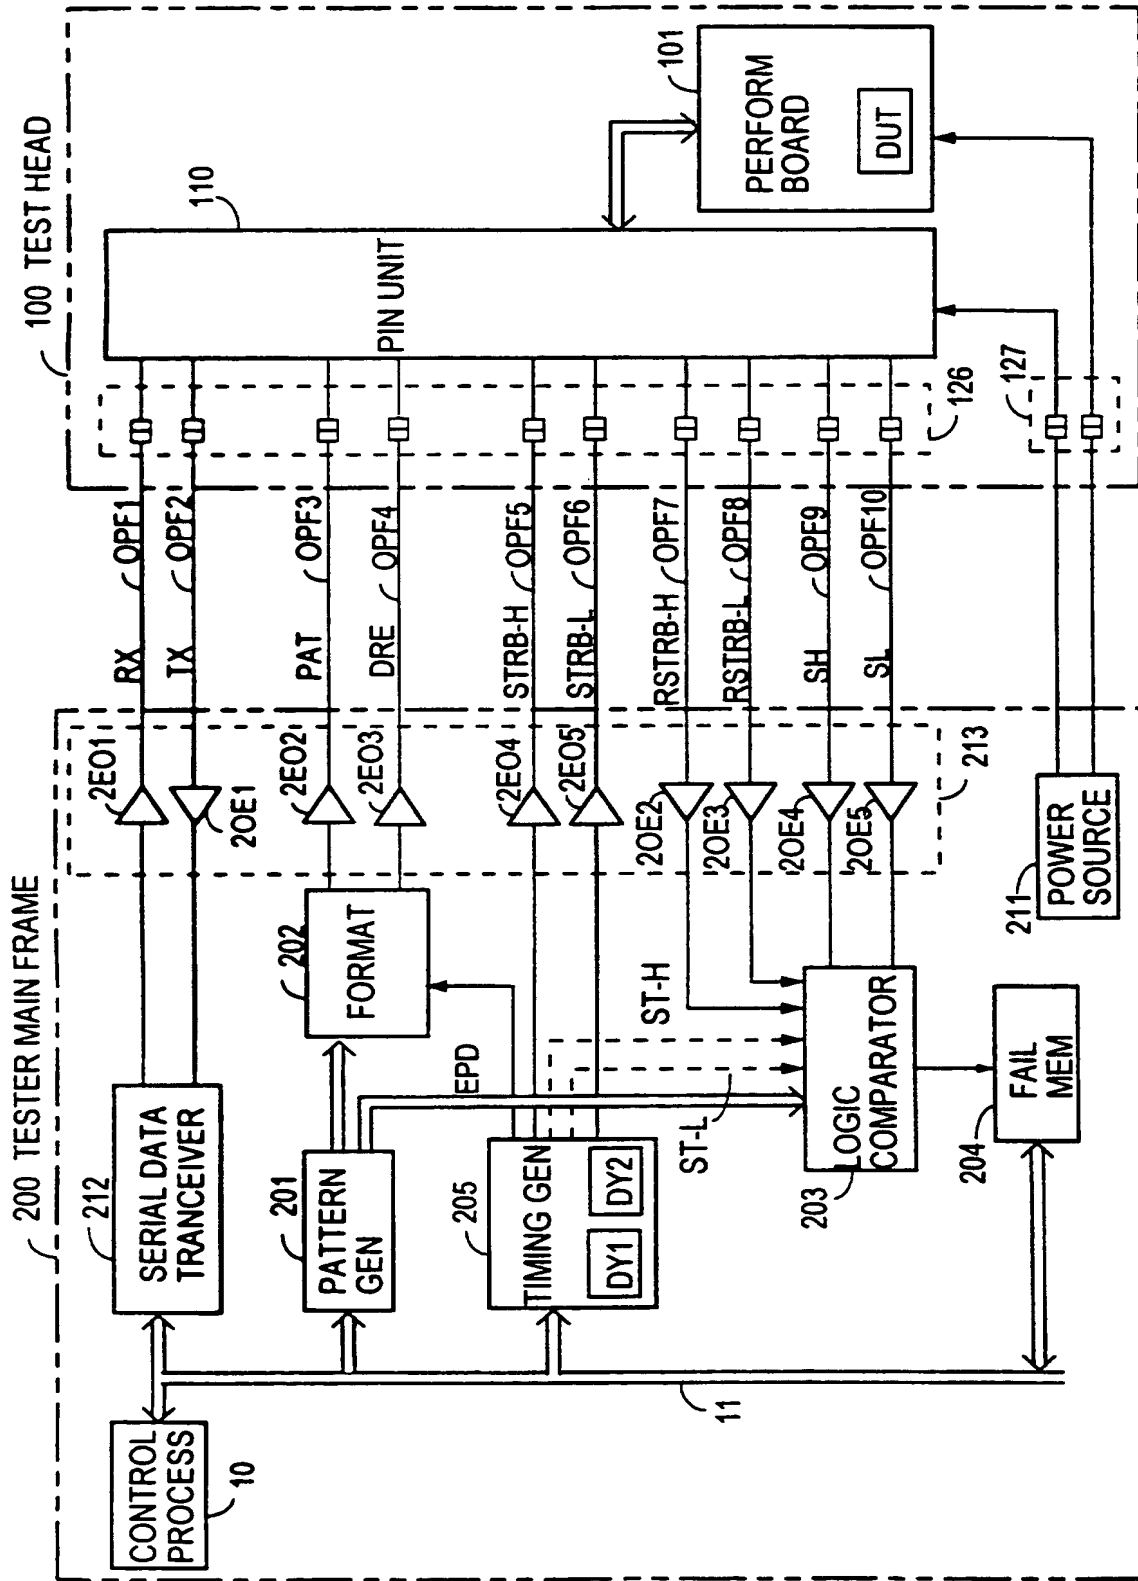 200 TESTER MAIN FRAME
100 TEST HEAD
CONTROL
PROCESS
10
11
212
SERIAL DATA
TRANCEIVER
201
PATTERN
GEN
205
TIMING GEN
DY1
DY2
202
FORMAT
EPD
ST-H
ST-L
203
LOGIC
COMPARATOR
204
FAIL
MEM
211
POWER
SOURCE
213
2EO1
2OE1
2EO2
2EO3
2EO4
2EO5
2OE2
2OE3
2OE4
2OE5
RX
OPF1
TX
OPF2
PAT
OPF3
DRE
OPF4
STRB-H
OPF5
STRB-L
OPF6
RSTRB-H
OPF7
RSTRB-L
OPF8
SH
OPF9
SL
OPF10
126
127
110
PIN UNIT
101
PERFORM
BOARD
DUT